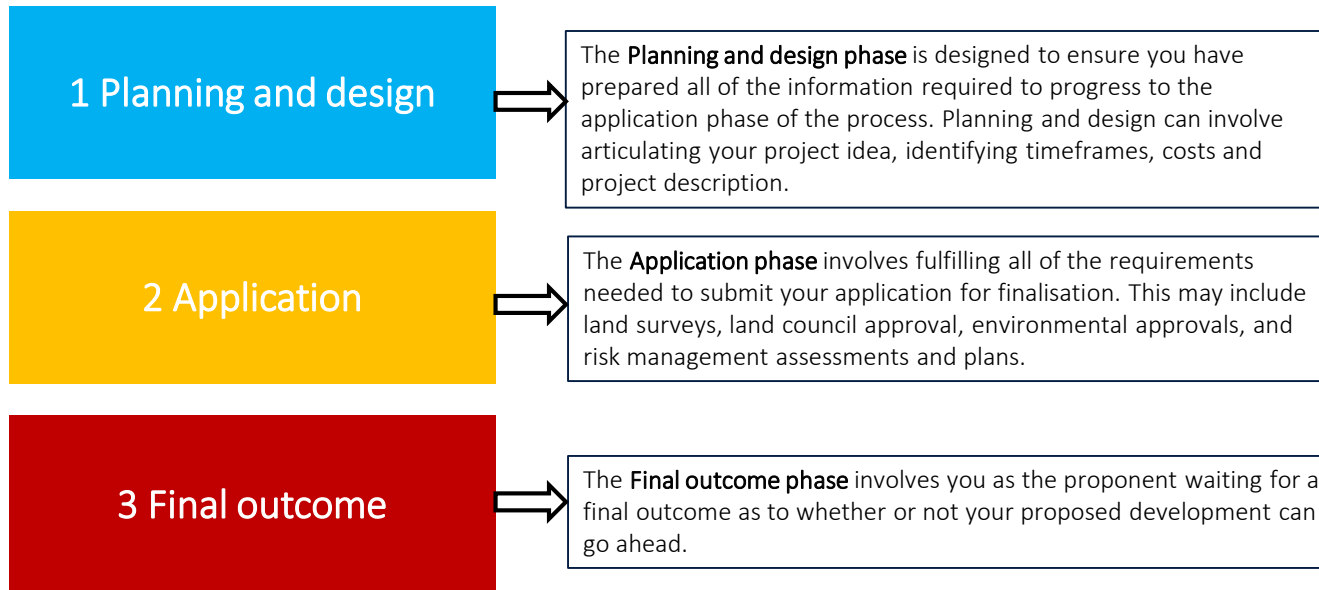 1 Planning and design
The Planning and design phase is designed to ensure you have
prepared all of the information required to progress to the
application phase of the process. Planning and design can involve
articulating your project idea, identifying timeframes, costs and
project description.
2 Application
The Application phase involves fulfilling all of the requirements
needed to submit your application for finalisation. This may include
land surveys, land council approval, environmental approvals, and
risk management assessments and plans.
3 Final outcome
The Final outcome phase involves you as the proponent waiting for a
final outcome as to whether or not your proposed development can
go ahead.